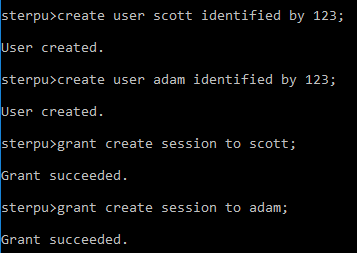 sterpu>create user scott identified by 123;
User created.
sterpu>create user adam identified by 123;
User created.
sterpu>grant create session to scott;
Grant succeeded.
sterpu>grant create session to adam;
Grant succeeded.